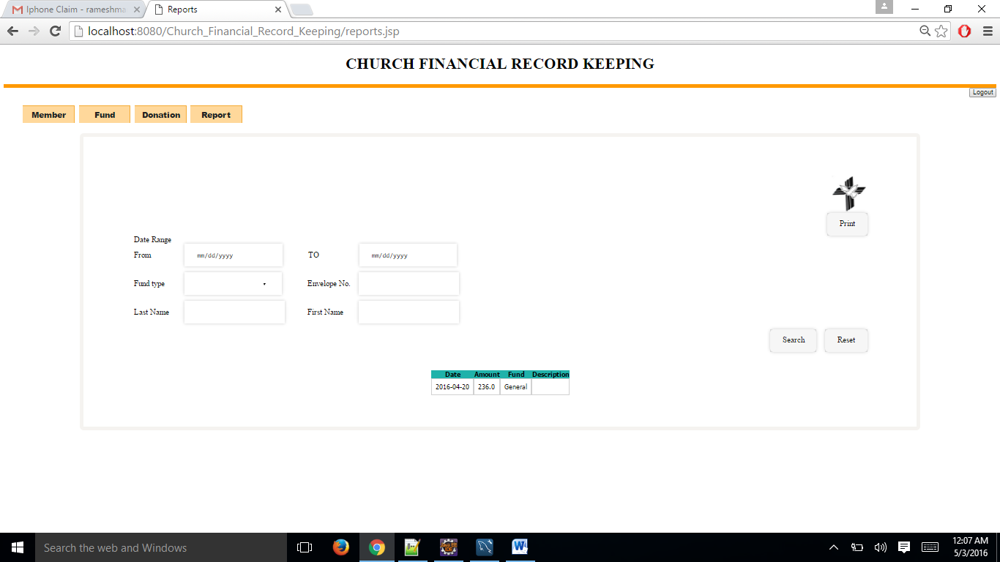 Iphone Claim - rameshma
Reports
localhost:8080/Church_Financial_Record_Keeping/reports.jsp
CHURCH FINANCIAL RECORD KEEPING
Logout
Member Fund Donation Report
Print
Date Range
From mm/dd/yyyy TO mm/dd/yyyy
Fund type Envelope No.
Last Name First Name
Search Reset
Date Amount Fund Description
2016-04-20 236.0 General
Search the web and Windows
12:07 AM
5/3/2016